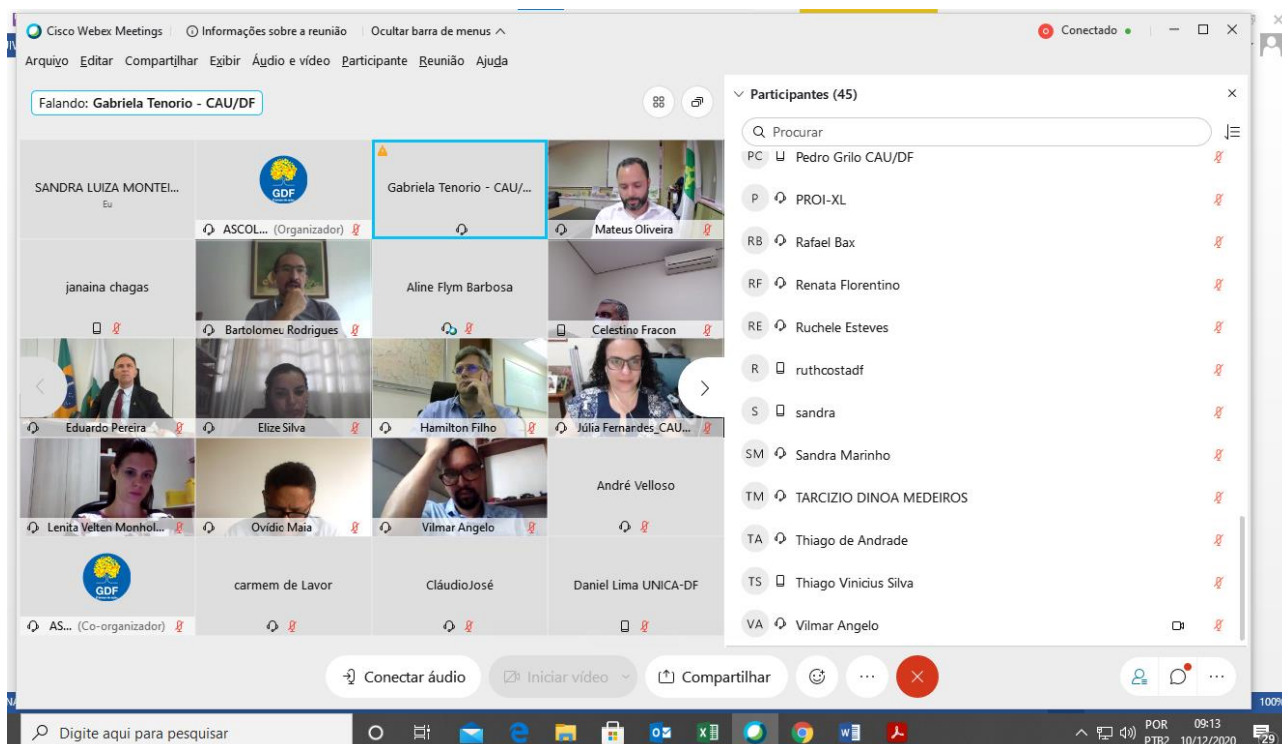 Cisco Webex Meetings Informações sobre a reunião Ocultar barra de menus Conectado
Arquivo Editar Compartilhar Exibir Áudio e vídeo Participante Reunião Ajuda
Falando: Gabriela Tenorio - CAU/DF
SANDRA LUIZA MONTEI...
Eu
GDF
ASCOL... (Organizador)
Gabriela Tenorio - CAU/...
Mateus Oliveira
janaina chagas
Bartolomeu Rodrigues
Aline Flym Barbosa
Celestino Fracon
Eduardo Pereira
Elize Silva
Hamilton Filho
Júlia Fernandes_CAU...
Lenita Velten Monhol...
Ovídio Maia
Vilmar Angelo
André Velloso
GDF
AS... (Co-organizador)
carmem de Lavor
CláudioJosé
Daniel Lima UNICA-DF
Participantes (45)
Procurar
PC Pedro Grilo CAU/DF
P PROI-XL
RB Rafael Bax
RF Renata Florentino
RE Ruchele Esteves
R ruthcostadf
S sandra
SM Sandra Marinho
TM TARCIZIO DINOA MEDEIROS
TA Thiago de Andrade
TS Thiago Vinicius Silva
VA Vilmar Angelo
Conectar áudio Iniciar vídeo Compartilhar
100%
Digite aqui para pesquisar
POR 09:13
PTB2 10/12/2020
29